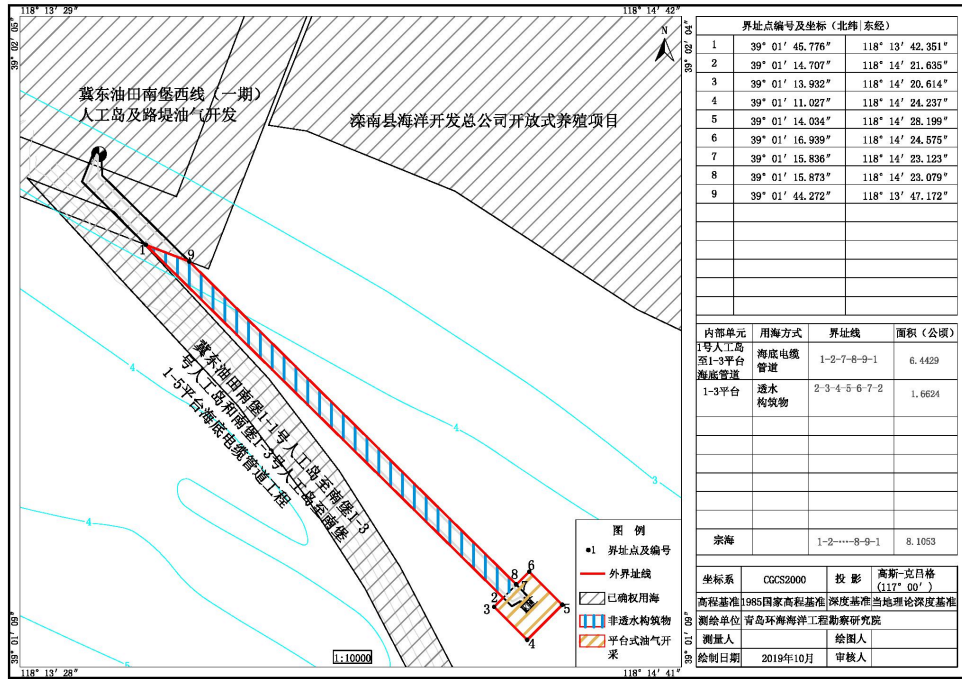 118° 13′ 29″
118° 14′ 42″
39° 02′ 05″
39° 02′ 04″
N
冀东油田南堡西线（一期）
人工岛及路堤油气开发
滦南县海洋开发总公司开放式养殖项目
1
9
冀东油田南堡1-1号人工岛至南堡1-3
号人工岛和南堡1-3号人工岛至南堡
1-5平台海底电缆管道工程
4
4
4
3
5
8
6
7
2
3
5
4
图 例
•1 界址点及编号
外界址线
已确权用海
非透水构筑物
平台式油气开
采
1:10000
39° 01′ 09″
39° 01′ 09″
118° 13′ 28″
118° 14′ 41″
界址点编号及坐标（北纬|东经）
1 39° 01′ 45.776″ 118° 13′ 42.351″
2 39° 01′ 14.707″ 118° 14′ 21.635″
3 39° 01′ 13.932″ 118° 14′ 20.614″
4 39° 01′ 11.027″ 118° 14′ 24.237″
5 39° 01′ 14.034″ 118° 14′ 28.199″
6 39° 01′ 16.939″ 118° 14′ 24.575″
7 39° 01′ 15.836″ 118° 14′ 23.123″
8 39° 01′ 15.873″ 118° 14′ 23.079″
9 39° 01′ 44.272″ 118° 13′ 47.172″
内部单元 用海方式 界址线 面积（公顷）
1号人工岛
至1-3平台
海底管道
海底电缆
管道
1-2-7-8-9-1 6.4429
1-3平台
透水
构筑物
2-3-4-5-6-7-2 1.6624
宗海 1-2-…-8-9-1 8.1053
坐标系 CGCS2000 投 影 高斯-克吕格
(117° 00′ )
高程基准 1985国家高程基准 深度基准 当地理论深度基准
测绘单位 青岛环海海洋工程勘察研究院
测量人 绘图人
绘制日期 2019年10月 审核人